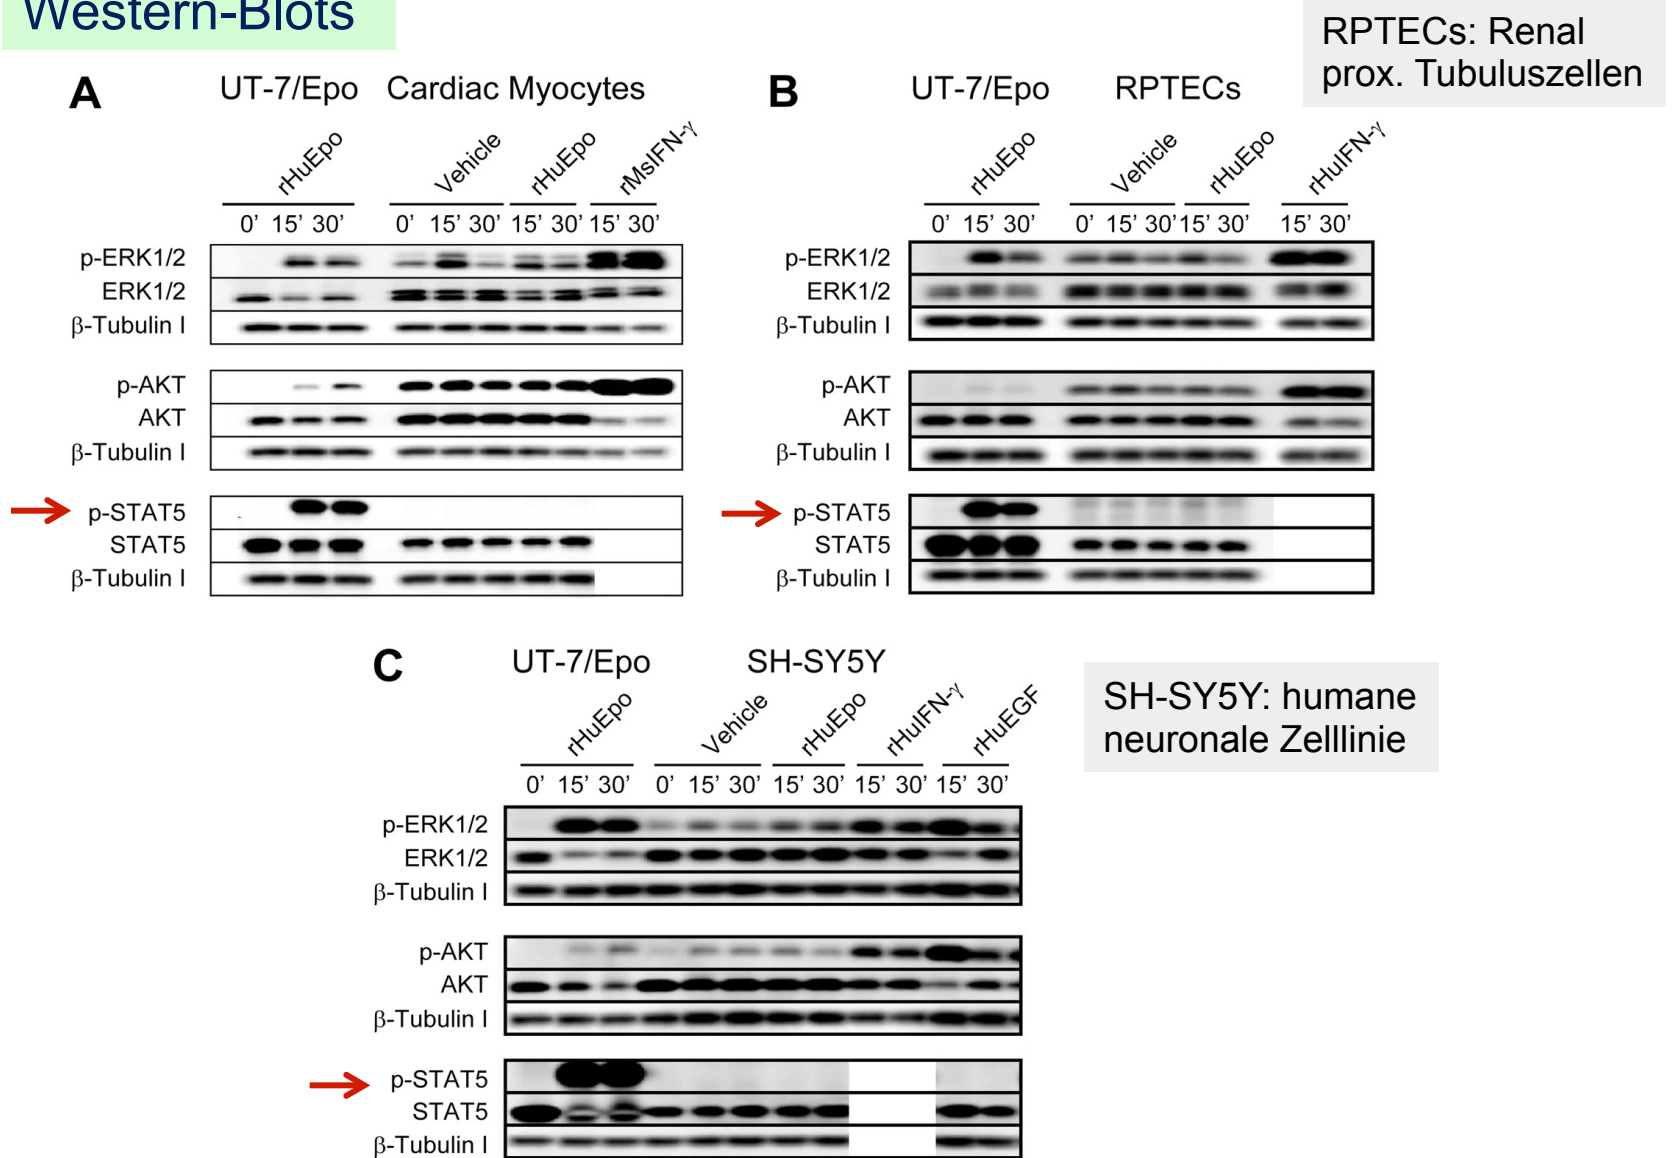 Western-Blots
RPTECs: Renal
prox. Tubuluszellen
A
UT-7/Epo Cardiac Myocytes
rHuEpo Vehicle rHuEpo rMsIFN-γ
0’ 15’ 30’ 0’ 15’ 30’ 15’ 30’ 15’ 30’
p-ERK1/2
ERK1/2
β-Tubulin I
p-AKT
AKT
β-Tubulin I
p-STAT5
STAT5
β-Tubulin I
B
UT-7/Epo RPTECs
rHuEpo Vehicle rHuEpo rHuIFN-γ
0’ 15’ 30’ 0’ 15’ 30’ 15’ 30’ 15’ 30’
p-ERK1/2
ERK1/2
β-Tubulin I
p-AKT
AKT
β-Tubulin I
p-STAT5
STAT5
β-Tubulin I
C
UT-7/Epo SH-SY5Y
rHuEpo Vehicle rHuEpo rHuIFN-γ rHuEGF
0’ 15’ 30’ 0’ 15’ 30’ 15’ 30’ 15’ 30’ 15’ 30’
p-ERK1/2
ERK1/2
β-Tubulin I
p-AKT
AKT
β-Tubulin I
p-STAT5
STAT5
β-Tubulin I
SH-SY5Y: humane
neuronale Zelllinie